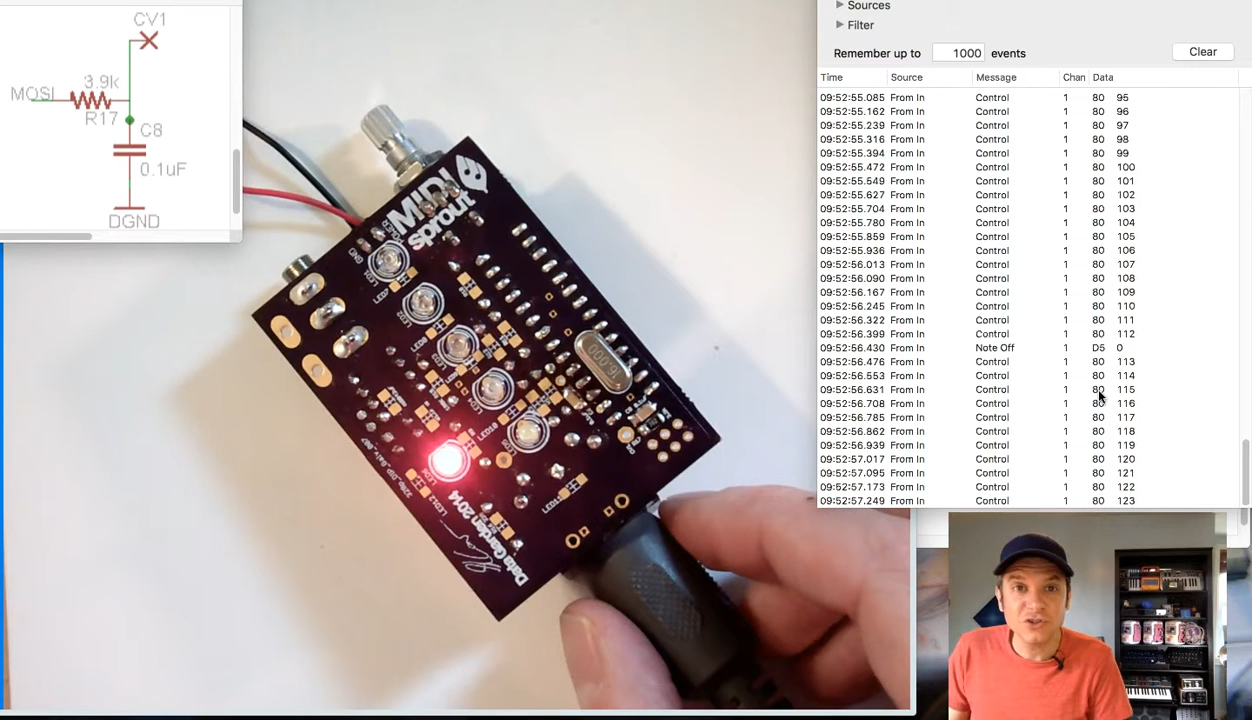 CV1
MOSI
3.9k
R17
C8
0.1uF
DGND
Sources
Filter
Remember up to 1000 events
Clear
Time Source Message Chan Data
09:52:55.085 From In Control 1 80 95
09:52:55.162 From In Control 1 80 96
09:52:55.239 From In Control 1 80 97
09:52:55.316 From In Control 1 80 98
09:52:55.394 From In Control 1 80 99
09:52:55.472 From In Control 1 80 100
09:52:55.549 From In Control 1 80 101
09:52:55.627 From In Control 1 80 102
09:52:55.704 From In Control 1 80 103
09:52:55.780 From In Control 1 80 104
09:52:55.859 From In Control 1 80 105
09:52:55.936 From In Control 1 80 106
09:52:56.013 From In Control 1 80 107
09:52:56.090 From In Control 1 80 108
09:52:56.167 From In Control 1 80 109
09:52:56.245 From In Control 1 80 110
09:52:56.322 From In Control 1 80 111
09:52:56.399 From In Control 1 80 112
09:52:56.430 From In Note Off 1 D5 0
09:52:56.476 From In Control 1 80 113
09:52:56.553 From In Control 1 80 114
09:52:56.631 From In Control 1 80 115
09:52:56.708 From In Control 1 80 116
09:52:56.785 From In Control 1 80 117
09:52:56.862 From In Control 1 80 118
09:52:56.939 From In Control 1 80 119
09:52:57.017 From In Control 1 80 120
09:52:57.095 From In Control 1 80 121
09:52:57.173 From In Control 1 80 122
09:52:57.249 From In Control 1 80 123
MIDI
sprout
POWER
GND
LED1
LED7
LED2
LED8
LED10
LED5
LED11
LED12
16.000
Data Garden 2014